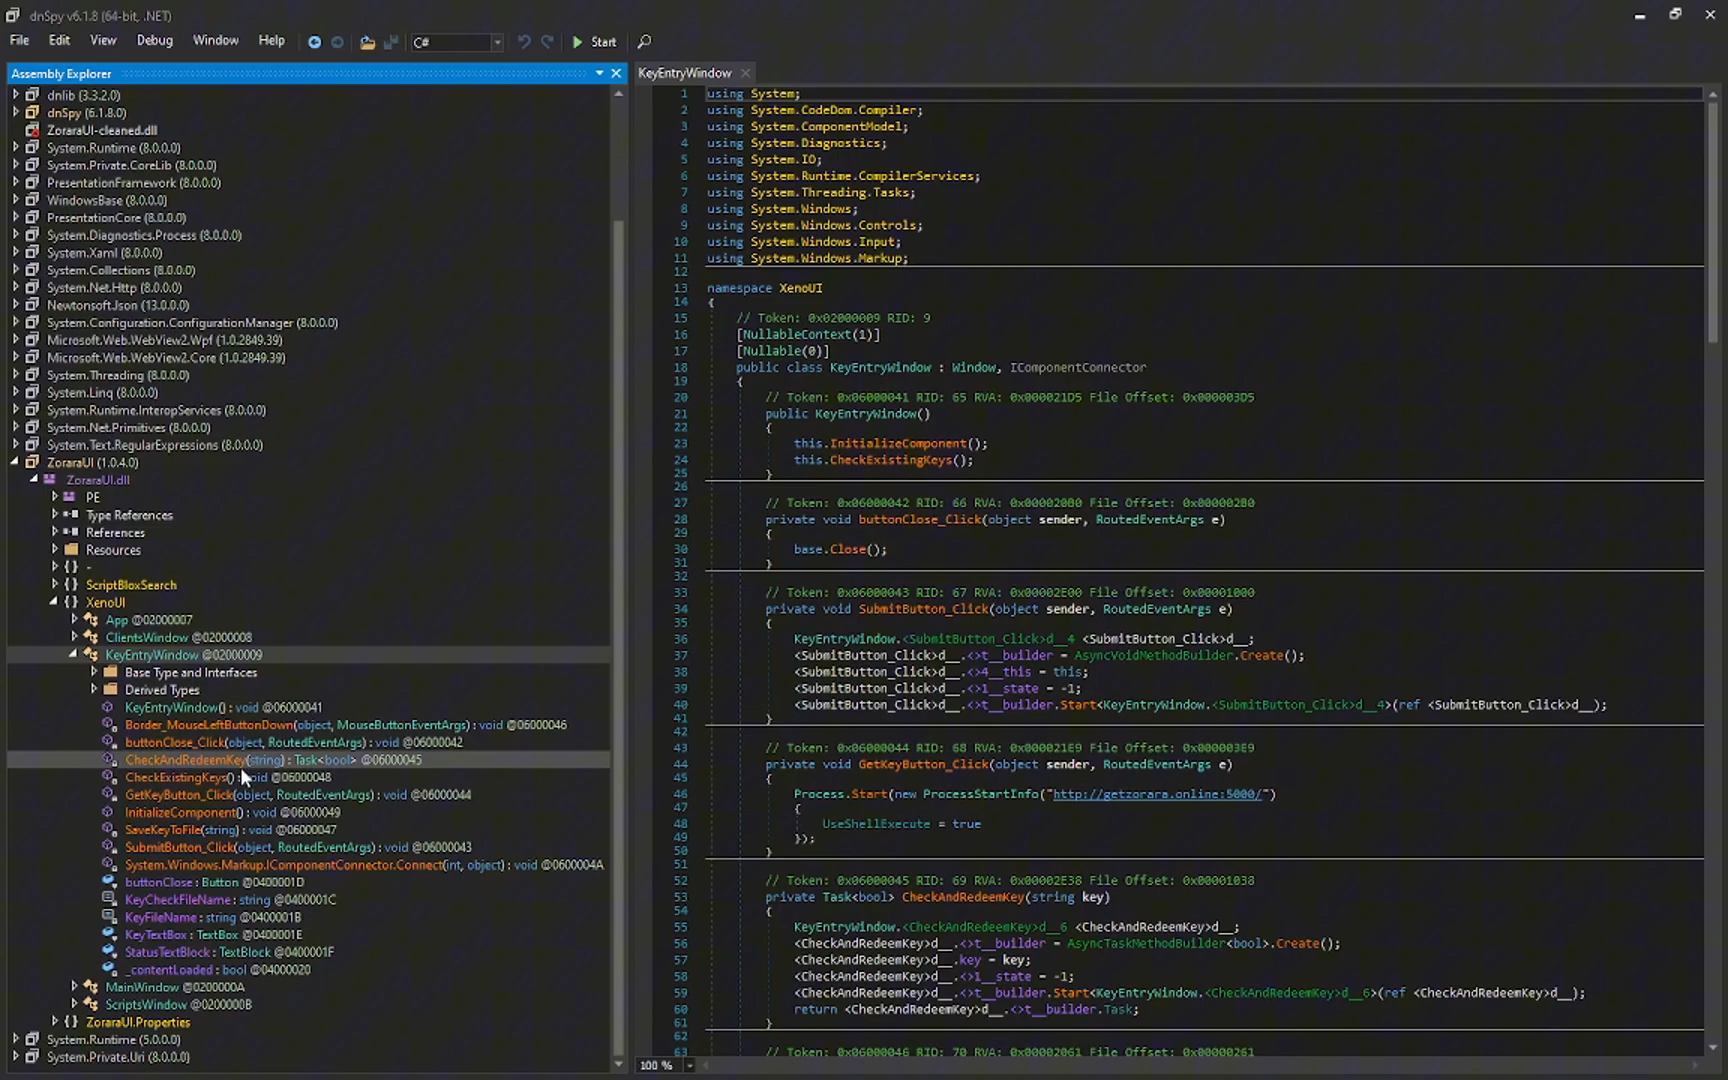 dnSpy v6.1.8 (64-bit, .NET)
File Edit View Debug Window Help C# Start
Assembly Explorer
dnlib (3.3.2.0)
dnSpy (6.1.8.0)
ZoraraUI-cleaned.dll
System.Runtime (8.0.0.0)
System.Private.CoreLib (8.0.0.0)
PresentationFramework (8.0.0.0)
WindowsBase (8.0.0.0)
PresentationCore (8.0.0.0)
System.Diagnostics.Process (8.0.0.0)
System.Xaml (8.0.0.0)
System.Collections (8.0.0.0)
System.Net.Http (8.0.0.0)
Newtonsoft.Json (13.0.0.0)
System.Configuration.ConfigurationManager (8.0.0.0)
Microsoft.Web.WebView2.Wpf (1.0.2849.39)
Microsoft.Web.WebView2.Core (1.0.2849.39)
System.Threading (8.0.0.0)
System.Linq (8.0.0.0)
System.Runtime.InteropServices (8.0.0.0)
System.Net.Primitives (8.0.0.0)
System.Text.RegularExpressions (8.0.0.0)
ZoraraUI (1.0.4.0)
ZoraraUI.dll
PE
Type References
References
Resources
{} -
{} ScriptBloxSearch
{} XenoUI
App @02000007
ClientsWindow @02000008
KeyEntryWindow @02000009
Base Type and Interfaces
Derived Types
KeyEntryWindow() : void @06000041
Border_MouseLeftButtonDown(object, MouseButtonEventArgs) : void @06000046
buttonClose_Click(object, RoutedEventArgs) : void @06000042
CheckAndRedeemKey(string) : Task<bool> @06000045
CheckExistingKeys() : void @06000048
GetKeyButton_Click(object, RoutedEventArgs) : void @06000044
InitializeComponent() : void @06000049
SaveKeyToFile(string) : void @06000047
SubmitButton_Click(object, RoutedEventArgs) : void @06000043
System.Windows.Markup.IComponentConnector.Connect(int, object) : void @0600004A
buttonClose : Button @0400001D
KeyCheckFileName : string @0400001C
KeyFileName : string @0400001B
KeyTextBox : TextBox @0400001E
StatusTextBlock : TextBlock @0400001F
_contentLoaded : bool @04000020
MainWindow @0200000A
ScriptsWindow @0200000B
{} ZoraraUI.Properties
System.Runtime (5.0.0.0)
System.Private.Uri (8.0.0.0)
KeyEntryWindow
1 using System;
2 using System.CodeDom.Compiler;
3 using System.ComponentModel;
4 using System.Diagnostics;
5 using System.IO;
6 using System.Runtime.CompilerServices;
7 using System.Threading.Tasks;
8 using System.Windows;
9 using System.Windows.Controls;
10 using System.Windows.Input;
11 using System.Windows.Markup;
12
13 namespace XenoUI
14 {
15 // Token: 0x02000009 RID: 9
16 [NullableContext(1)]
17 [Nullable(0)]
18 public class KeyEntryWindow : Window, IComponentConnector
19 {
20 // Token: 0x06000041 RID: 65 RVA: 0x000021D5 File Offset: 0x000003D5
21 public KeyEntryWindow()
22 {
23 this.InitializeComponent();
24 this.CheckExistingKeys();
25 }
26
27 // Token: 0x06000042 RID: 66 RVA: 0x000020B0 File Offset: 0x000002B0
28 private void buttonClose_Click(object sender, RoutedEventArgs e)
29 {
30 base.Close();
31 }
32
33 // Token: 0x06000043 RID: 67 RVA: 0x00002E00 File Offset: 0x00001000
34 private void SubmitButton_Click(object sender, RoutedEventArgs e)
35 {
36 KeyEntryWindow.<SubmitButton_Click>d__4 <SubmitButton_Click>d__;
37 <SubmitButton_Click>d__.<>t__builder = AsyncVoidMethodBuilder.Create();
38 <SubmitButton_Click>d__.<>4__this = this;
39 <SubmitButton_Click>d__.<>1__state = -1;
40 <SubmitButton_Click>d__.<>t__builder.Start<KeyEntryWindow.<SubmitButton_Click>d__4>(ref <SubmitButton_Click>d__);
41 }
42
43 // Token: 0x06000044 RID: 68 RVA: 0x000021E9 File Offset: 0x000003E9
44 private void GetKeyButton_Click(object sender, RoutedEventArgs e)
45 {
46 Process.Start(new ProcessStartInfo("http://getzorara.online:5000/")
47 {
48 UseShellExecute = true
49 });
50 }
51
52 // Token: 0x06000045 RID: 69 RVA: 0x00002E38 File Offset: 0x00001038
53 private Task<bool> CheckAndRedeemKey(string key)
54 {
55 KeyEntryWindow.<CheckAndRedeemKey>d__6 <CheckAndRedeemKey>d__;
56 <CheckAndRedeemKey>d__.<>t__builder = AsyncTaskMethodBuilder<bool>.Create();
57 <CheckAndRedeemKey>d__.key = key;
58 <CheckAndRedeemKey>d__.<>1__state = -1;
59 <CheckAndRedeemKey>d__.<>t__builder.Start<KeyEntryWindow.<CheckAndRedeemKey>d__6>(ref <CheckAndRedeemKey>d__);
60 return <CheckAndRedeemKey>d__.<>t__builder.Task;
61 }
62
63 // Token: 0x06000046 RID: 70 RVA: 0x00002061 File Offset: 0x00000261
100 %